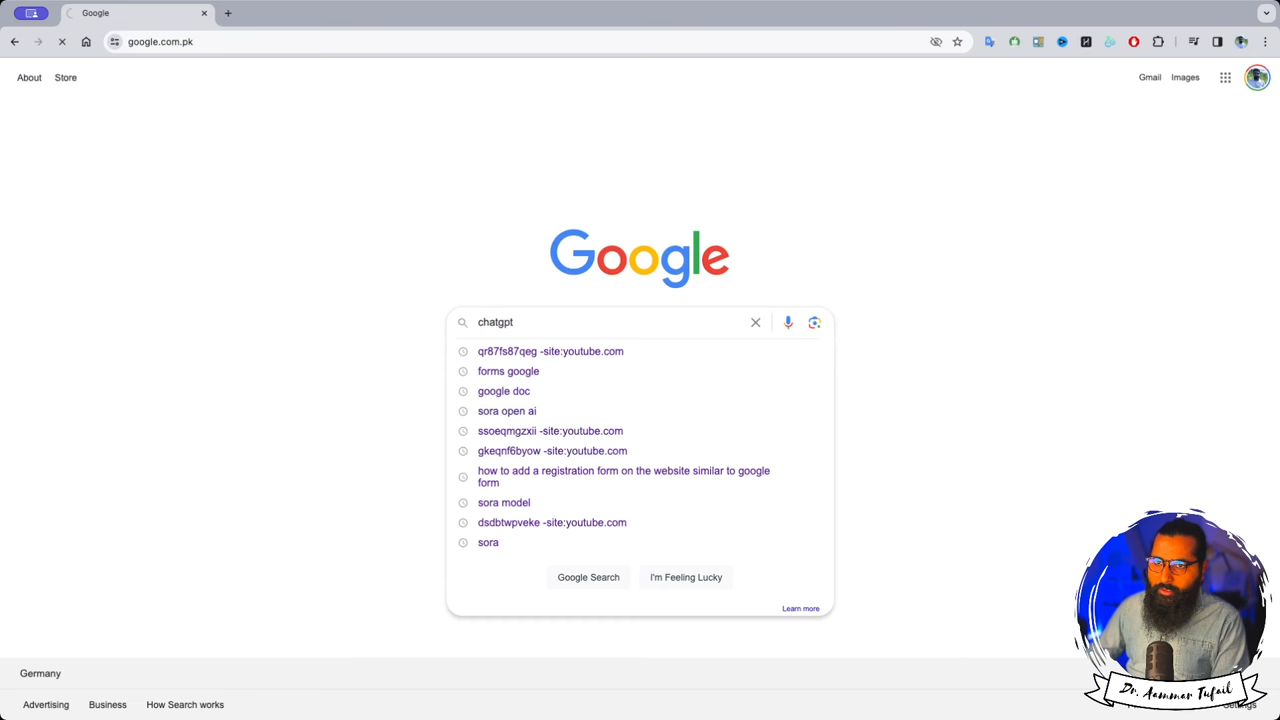 Google
google.com.pk
About Store
Gmail Images
Google
chatgpt
qr87fs87qeg -site:youtube.com
forms google
google doc
sora open ai
ssoeqmgzxii -site:youtube.com
gkeqnf6byow -site:youtube.com
how to add a registration form on the website similar to google
form
sora model
dsdbtwpveke -site:youtube.com
sora
Google Search I'm Feeling Lucky
Learn more
Germany
Advertising Business How Search works
Dr. Aammar Tufail